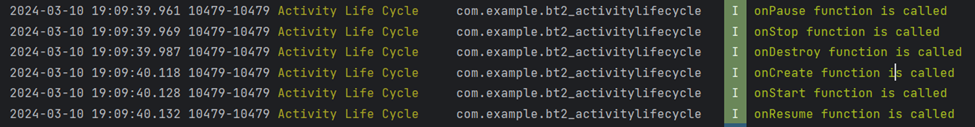 2024-03-10 19:09:39.961 10479-10479 Activity Life Cycle com.example.bt2_activitylifecycle I onPause function is called
2024-03-10 19:09:39.969 10479-10479 Activity Life Cycle com.example.bt2_activitylifecycle I onStop function is called
2024-03-10 19:09:39.987 10479-10479 Activity Life Cycle com.example.bt2_activitylifecycle I onDestroy function is called
2024-03-10 19:09:40.118 10479-10479 Activity Life Cycle com.example.bt2_activitylifecycle I onCreate function is called
2024-03-10 19:09:40.128 10479-10479 Activity Life Cycle com.example.bt2_activitylifecycle I onStart function is called
2024-03-10 19:09:40.132 10479-10479 Activity Life Cycle com.example.bt2_activitylifecycle I onResume function is called